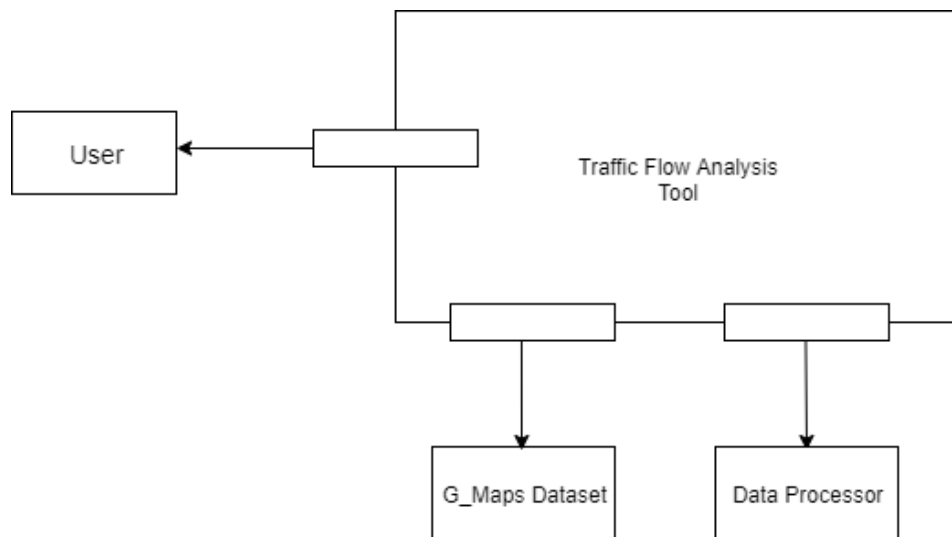 User
Traffic Flow Analysis
Tool
G_Maps Dataset
Data Processor